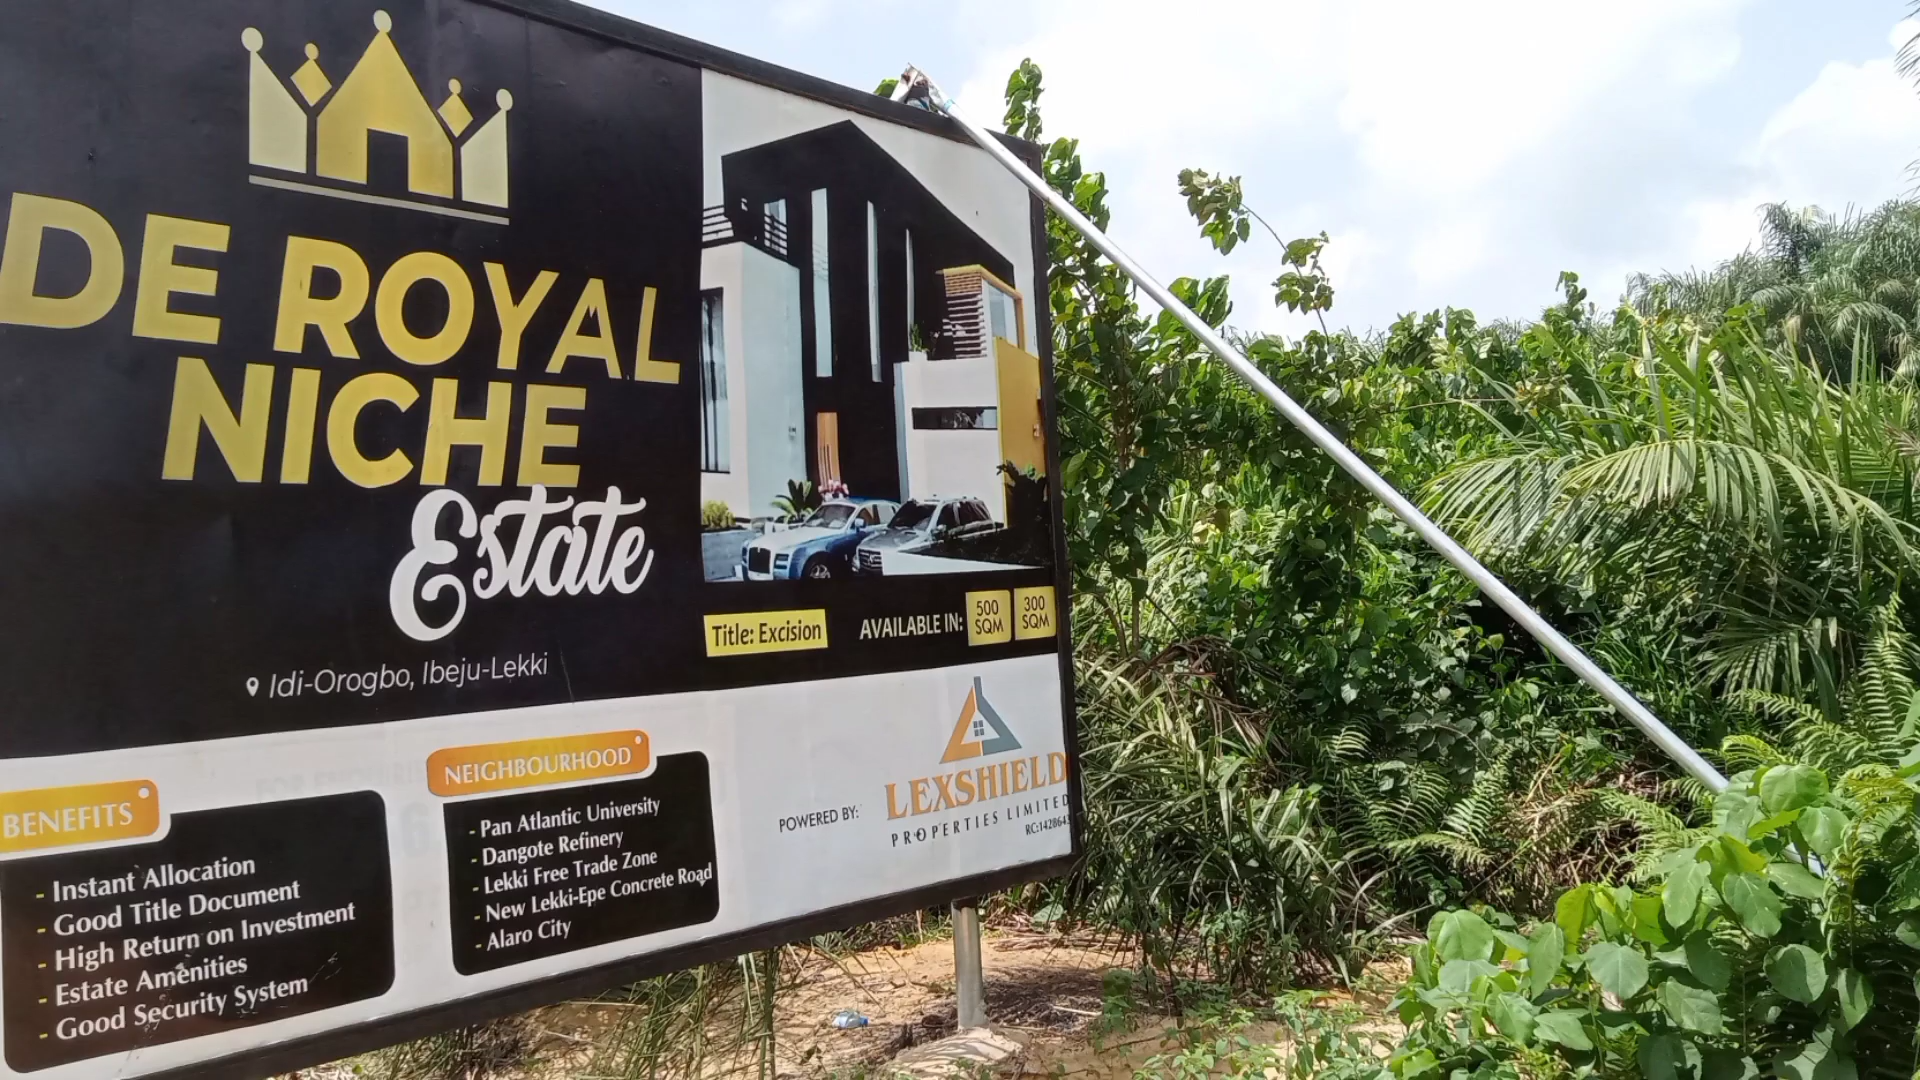 DE ROYAL
NICHE
Estate
Idi-Orogbo, Ibeju-Lekki
Title: Excision
AVAILABLE IN:
500
SQM
300
SQM
BENEFITS
- Instant Allocation
- Good Title Document
- High Return on Investment
- Estate Amenities
- Good Security System
NEIGHBOURHOOD
- Pan Atlantic University
- Dangote Refinery
- Lekki Free Trade Zone
- New Lekki-Epe Concrete Road
- Alaro City
POWERED BY:
LEXSHIELD
PROPERTIES LIMITED